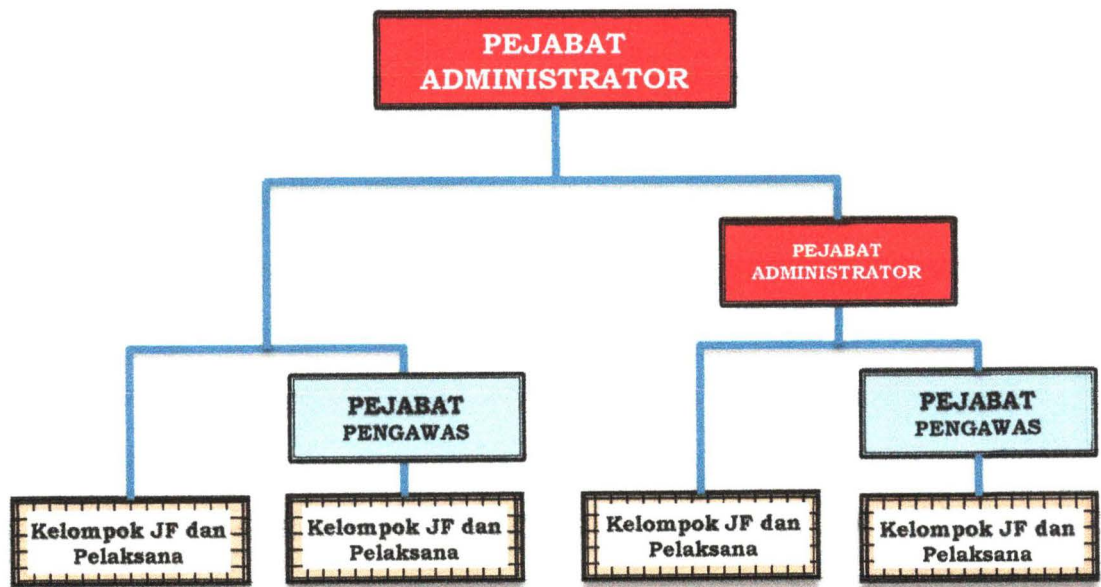 PEJABAT
ADMINISTRATOR
PEJABAT
ADMINISTRATOR
PEJABAT
PENGAWAS
PEJABAT
PENGAWAS
Kelompok JF dan
Pelaksana
Kelompok JF dan
Pelaksana
Kelompok JF dan
Pelaksana
Kelompok JF dan
Pelaksana